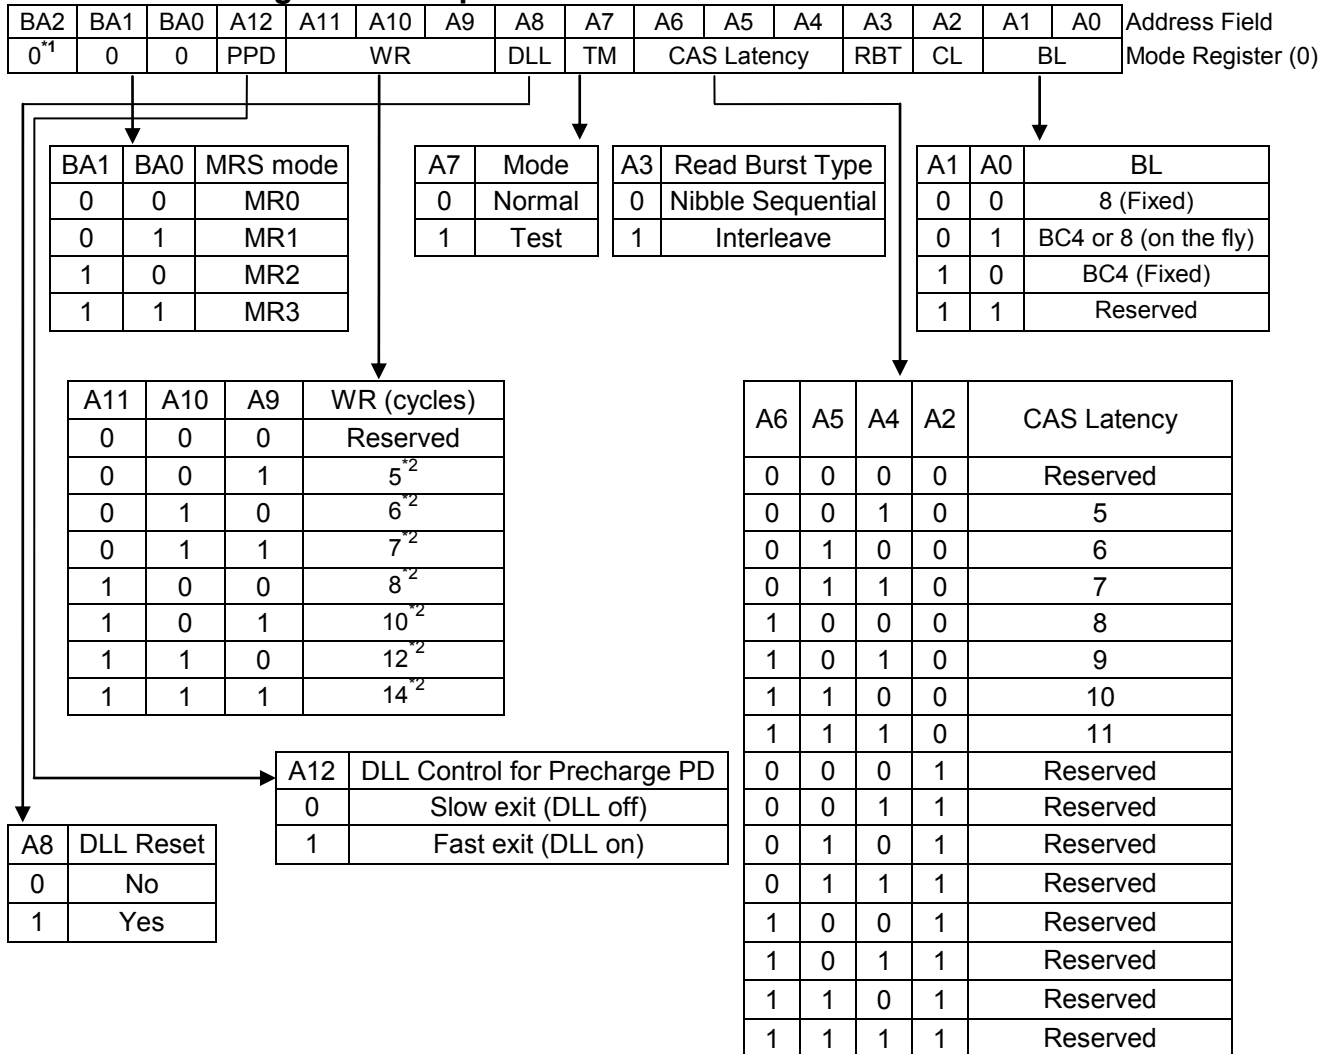 BA2 BA1 BA0 A12 A11 A10 A9 A8 A7 A6 A5 A4 A3 A2 A1 A0 Address Field
0*1 0 0 PPD WR DLL TM CAS Latency RBT CL BL Mode Register (0)
BA1 BA0 MRS mode
0 0 MR0
0 1 MR1
1 0 MR2
1 1 MR3
A7 Mode
0 Normal
1 Test
A3 Read Burst Type
0 Nibble Sequential
1 Interleave
A1 A0 BL
0 0 8 (Fixed)
0 1 BC4 or 8 (on the fly)
1 0 BC4 (Fixed)
1 1 Reserved
A11 A10 A9 WR (cycles)
0 0 0 Reserved
0 0 1 5*2
0 1 0 6*2
0 1 1 7*2
1 0 0 8*2
1 0 1 10*2
1 1 0 12*2
1 1 1 14*2
A6 A5 A4 A2 CAS Latency
0 0 0 0 Reserved
0 0 1 0 5
0 1 0 0 6
0 1 1 0 7
1 0 0 0 8
1 0 1 0 9
1 1 0 0 10
1 1 1 0 11
0 0 0 1 Reserved
0 0 1 1 Reserved
0 1 0 1 Reserved
0 1 1 1 Reserved
1 0 0 1 Reserved
1 0 1 1 Reserved
1 1 0 1 Reserved
1 1 1 1 Reserved
A12 DLL Control for Precharge PD
0 Slow exit (DLL off)
1 Fast exit (DLL on)
A8 DLL Reset
0 No
1 Yes